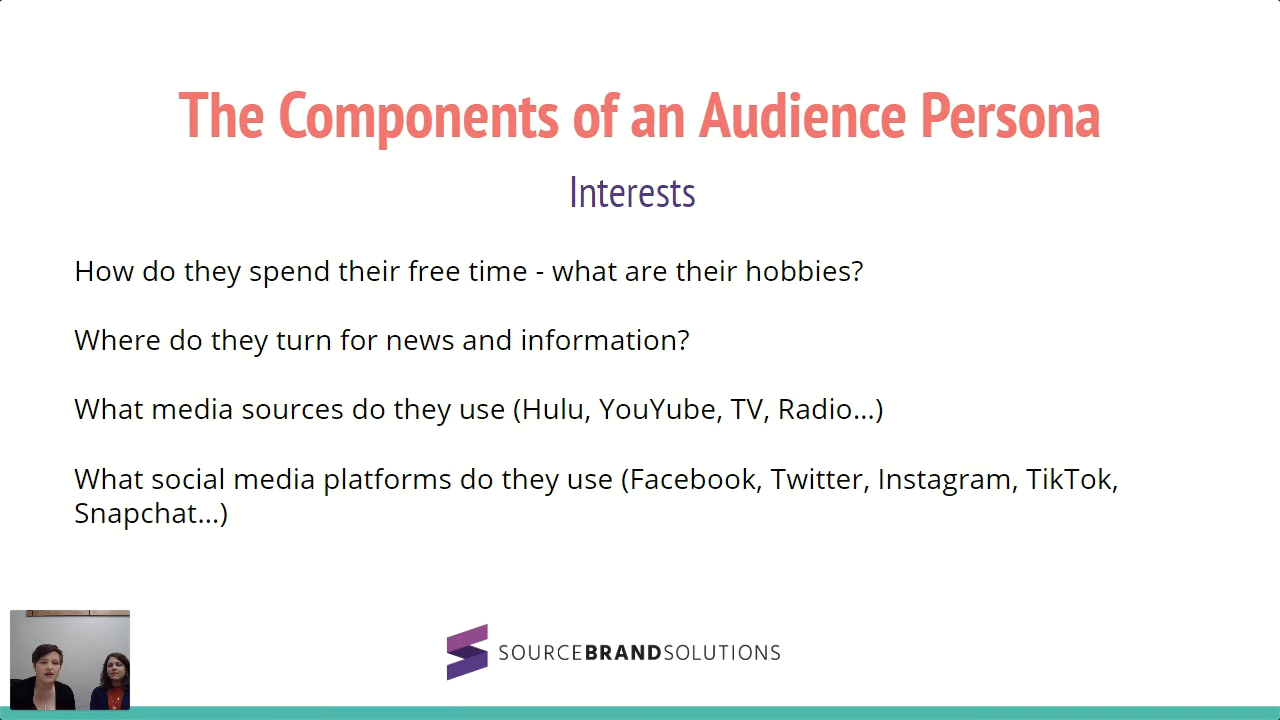 The Components of an Audience Persona
Interests
How do they spend their free time - what are their hobbies?
Where do they turn for news and information?
What media sources do they use (Hulu, YouYube, TV, Radio...)
What social media platforms do they use (Facebook, Twitter, Instagram, TikTok,
Snapchat...)
SOURCEBRANDSOLUTIONS